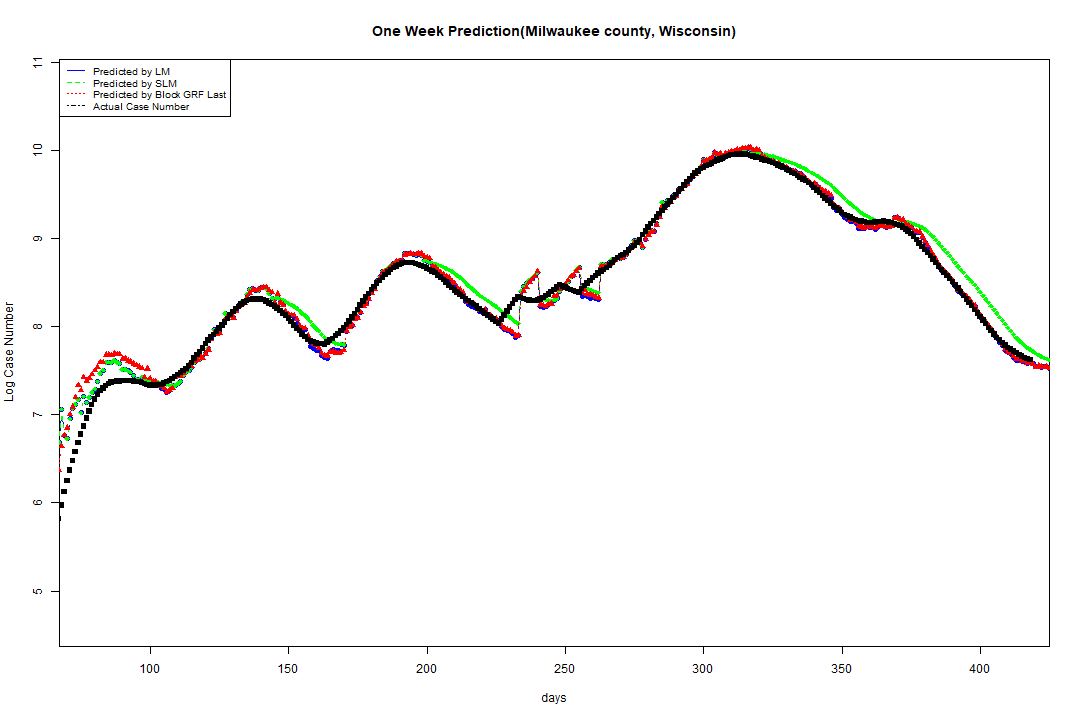 One Week Prediction(Milwaukee county, Wisconsin)
Predicted by LM
Predicted by SLM
Predicted by Block GRF Last
Actual Case Number
Log Case Number
11
10
9
8
7
6
5
100 150 200 250 300 350 400
days